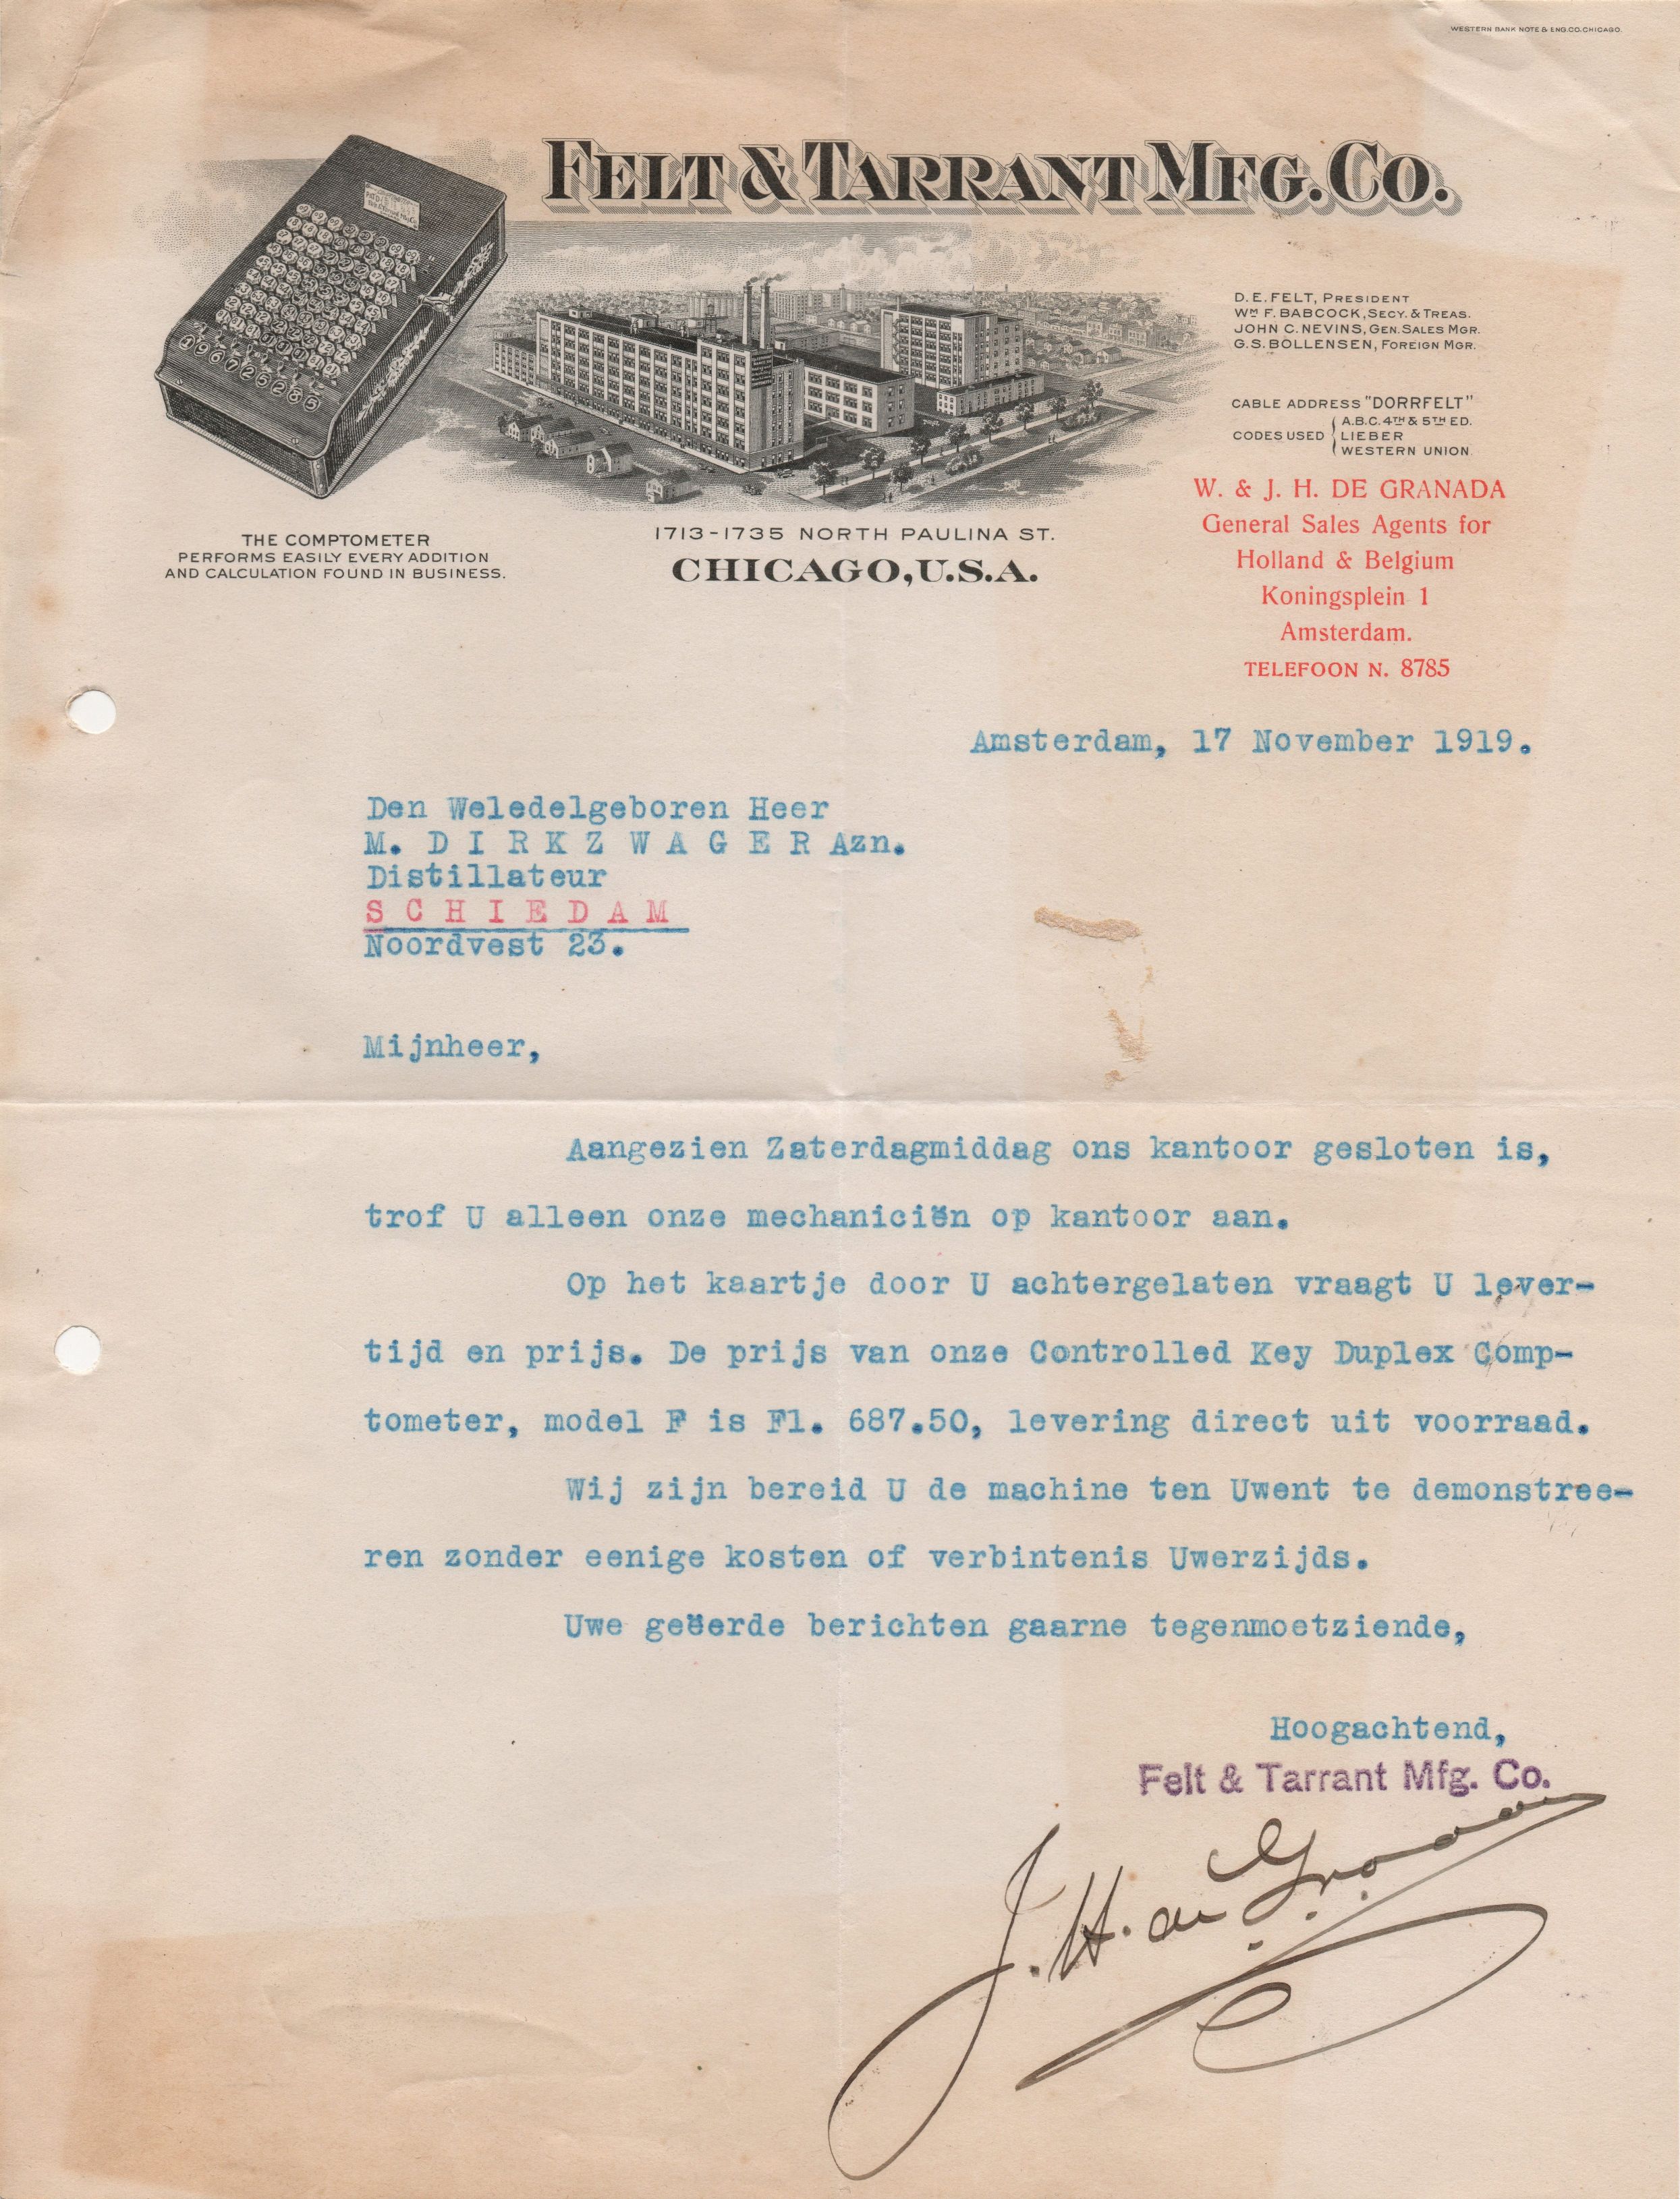 WESTERN BANK NOTE & ENG.CO.CHICAGO.
FELT & TARRANT MFG. CO.
D. E. FELT, PRESIDENT
WM F. BABCOCK, SECY. & TREAS.
JOHN C. NEVINS, GEN. SALES MGR.
G. S. BOLLENSEN, FOREIGN MGR.
CABLE ADDRESS "DORRFELT"
CODES USED
A.B.C. 4TH & 5TH ED.
LIEBER
WESTERN UNION
196725285
THE COMPTOMETER
PERFORMS EASILY EVERY ADDITION
AND CALCULATION FOUND IN BUSINESS.
1713-1735 NORTH PAULINA ST.
CHICAGO, U.S.A.
W. & J. H. DE GRANADA
General Sales Agents for
Holland & Belgium
Koningsplein 1
Amsterdam.
TELEFOON N. 8785
Amsterdam, 17 November 1919.
Den Weledelgeboren Heer
M. D I R K Z W A G E R Azn.
Distillateur
S C H I E D A M
Noordvest 23.
Mijnheer,
Aangezien Zaterdagmiddag ons kantoor gesloten is,
trof U alleen onze mechaniciën op kantoor aan.
Op het kaartje door U achtergelaten vraagt U lever-
tijd en prijs. De prijs van onze Controlled Key Duplex Comp-
tometer, model F is Fl. 687.50, levering direct uit voorraad.
Wij zijn bereid U de machine ten Uwent te demonstree-
ren zonder eenige kosten of verbintenis Uwerzijds.
Uwe geëerde berichten gaarne tegenmoetziende,
Hoogachtend,
Felt & Tarrant Mfg. Co.
J. H. de Granada